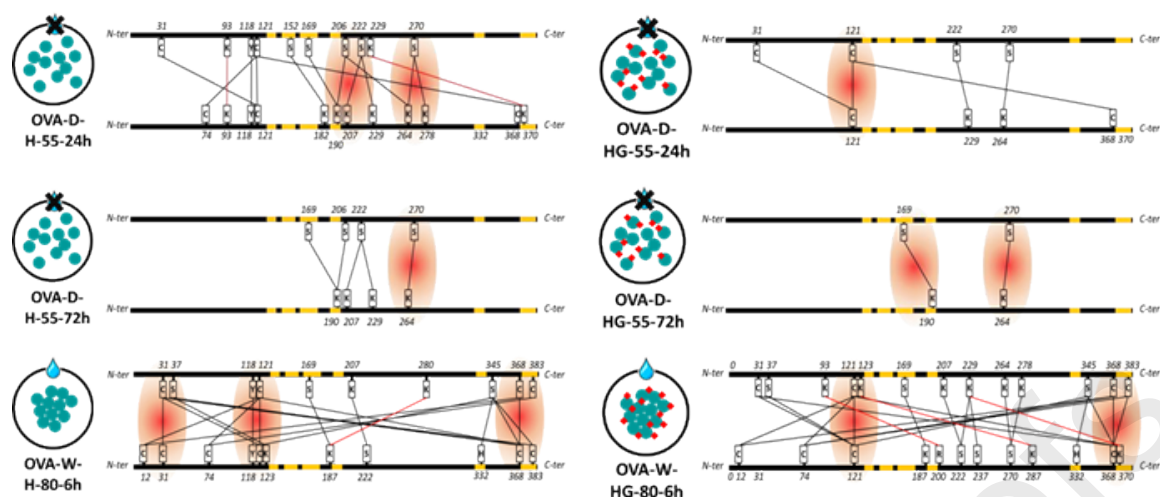 31 93 118 121 152 169 206 222 229 270
N-ter C-ter
C K C S S S S K S
C K K K K K K
N-ter C-ter
74 93 118 121 182 190 207 229 264 278 332 368 370
OVA-D-
H-55-24h
31 121 222 270
N-ter C-ter
C C S S
C K K C
N-ter C-ter
121 229 264 368 370
OVA-D-
HG-55-24h
169 206 222 270
N-ter C-ter
S S S S
K K K K
N-ter C-ter
190 207 229 264
OVA-D-
H-55-72h
169 270
N-ter C-ter
S S
K K
N-ter C-ter
190 264
OVA-D-
HG-55-72h
31 37 118 121 169 207 280 345 368 383
N-ter C-ter
N-ter C-ter
12 31 74 118 123 187 222 332 368 383
OVA-W-
H-80-6h
0 31 37 93 121 123 169 207 229 264 278 345 368 383
N-ter C-ter
N-ter C-ter
0 12 31 74 121 187 200 222 237 270 287 332 368 370
OVA-W-
HG-80-6h